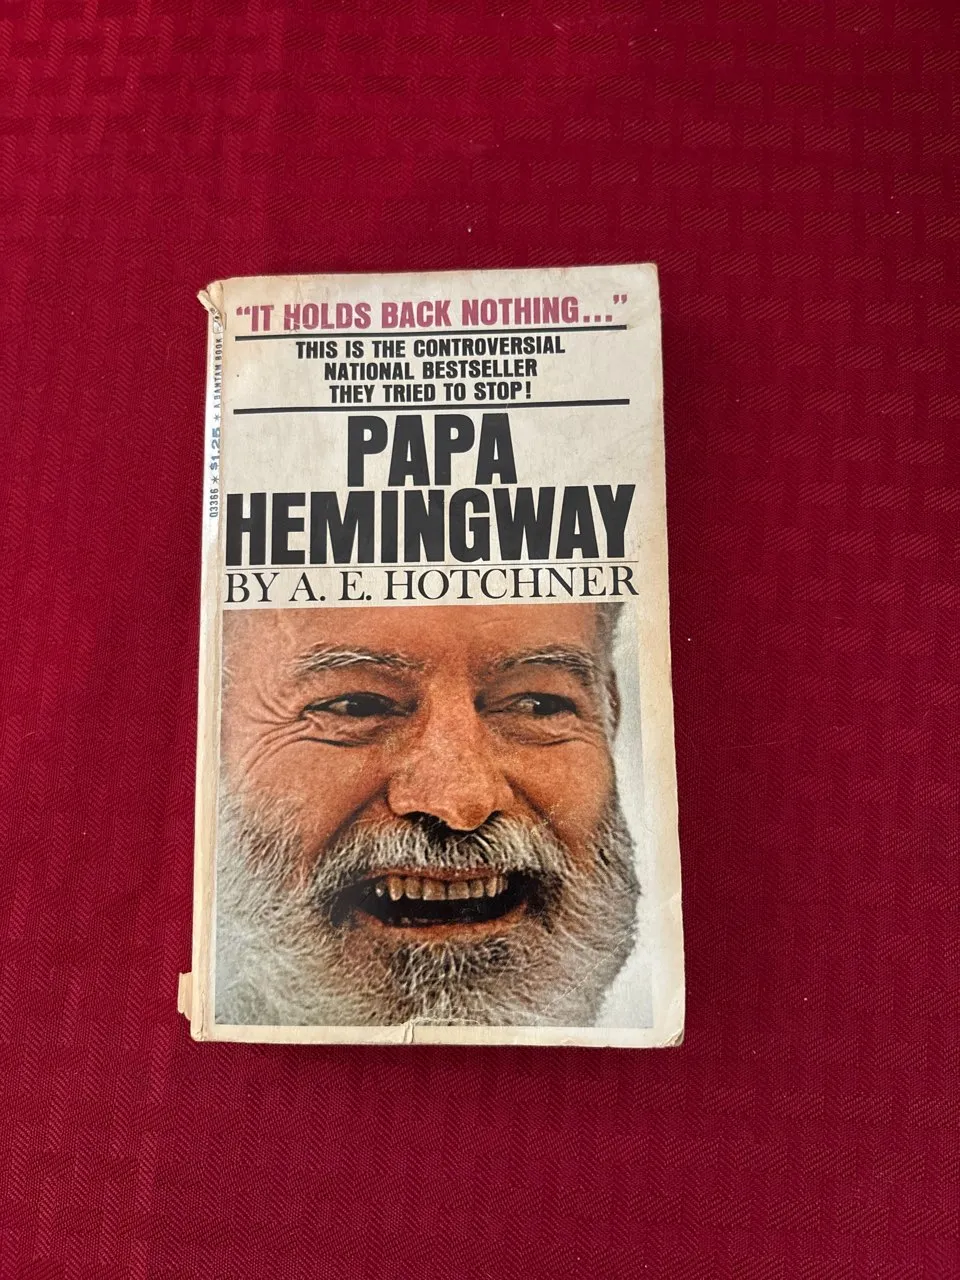 “IT HOLDS BACK NOTHING...”
THIS IS THE CONTROVERSIAL
NATIONAL BESTSELLER
THEY TRIED TO STOP!
PAPA
HEMINGWAY
BY A. E. HOTCHNER
Q3366 * $1.25 * A BANTAM BOOK